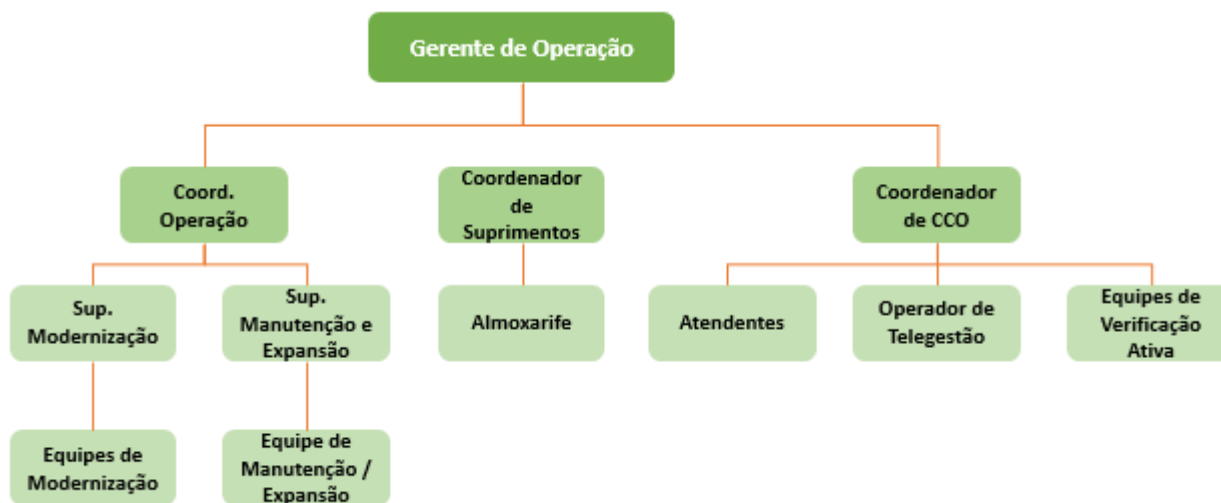 Gerente de Operação
Coord.
Operação
Coordenador
de
Suprimentos
Coordenador
de CCO
Sup.
Modernização
Sup.
Manutenção e
Expansão
Almoxarife
Atendentes
Operador de
Telegestão
Equipes de
Verificação
Ativa
Equipes de
Modernização
Equipe de
Manutenção /
Expansão